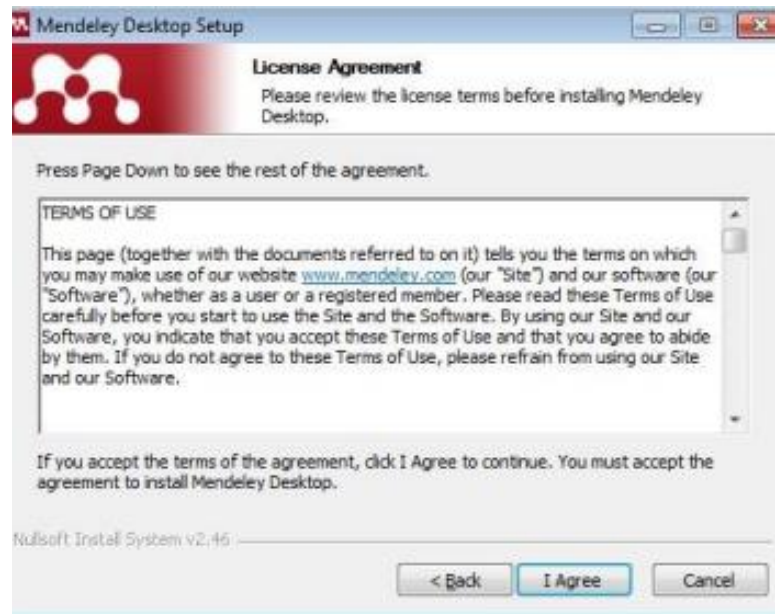 Mendeley Desktop Setup
License Agreement
Please review the license terms before installing Mendeley
Desktop.
Press Page Down to see the rest of the agreement.
TERMS OF USE
This page (together with the documents referred to on it) tells you the terms on which
you may make use of our website www.mendeley.com (our "Site") and our software (our
"Software"), whether as a user or a registered member. Please read these Terms of Use
carefully before you start to use the Site and the Software. By using our Site and our
Software, you indicate that you accept these Terms of Use and that you agree to abide
by them. If you do not agree to these Terms of Use, please refrain from using our Site
and our Software.
If you accept the terms of the agreement, click I Agree to continue. You must accept the
agreement to install Mendeley Desktop.
Nullsoft Install System v2.46
< Back I Agree Cancel